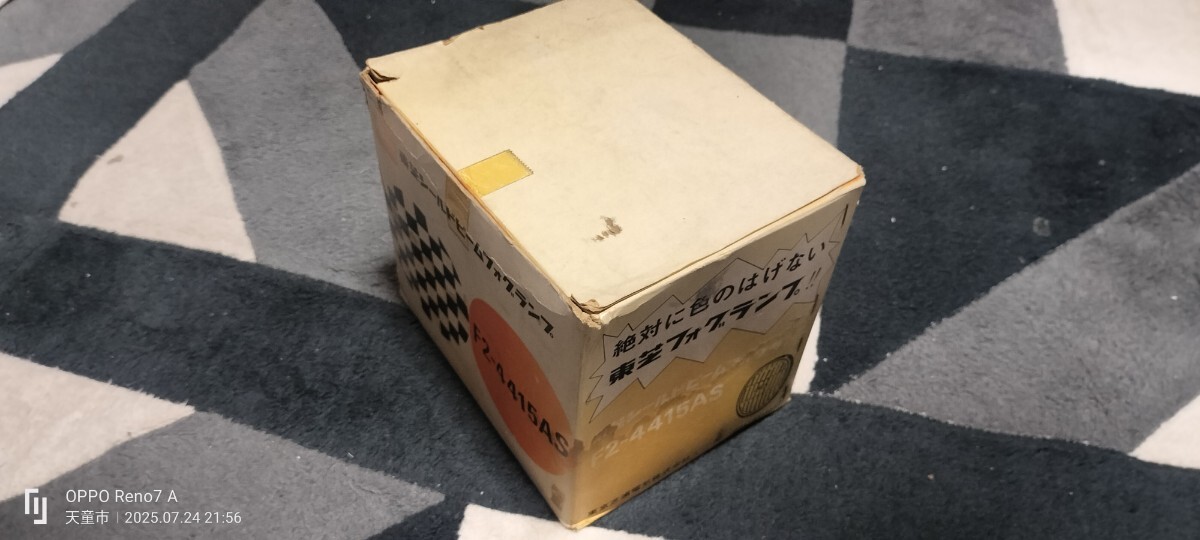 東芝シールドビームフォグランプ
F2-4415AS
絶対に色のはげない
東芝フォグランプ!!
F2-4415AS
OPPO Reno7 A
天童市 | 2025.07.24 21:56